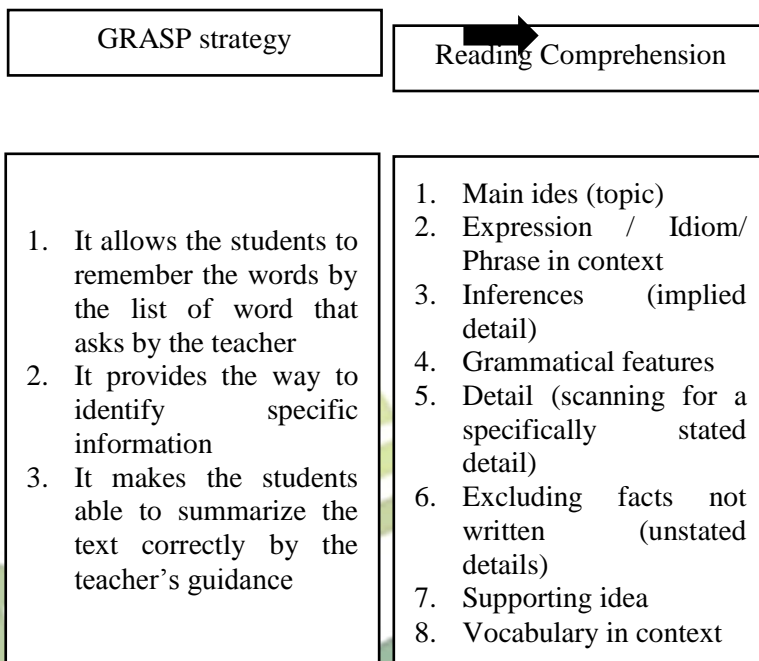 GRASP strategy
Reading Comprehension
1. It allows the students to
remember the words by
the list of word that
asks by the teacher
2. It provides the way to
identify specific
information
3. It makes the students
able to summarize the
text correctly by the
teacher's guidance
1. Main ides (topic)
2. Expression / Idiom/
Phrase in context
3. Inferences (implied
detail)
4. Grammatical features
5. Detail (scanning for a
specifically stated
detail)
6. Excluding facts not
written (unstated
details)
7. Supporting idea
8. Vocabulary in context